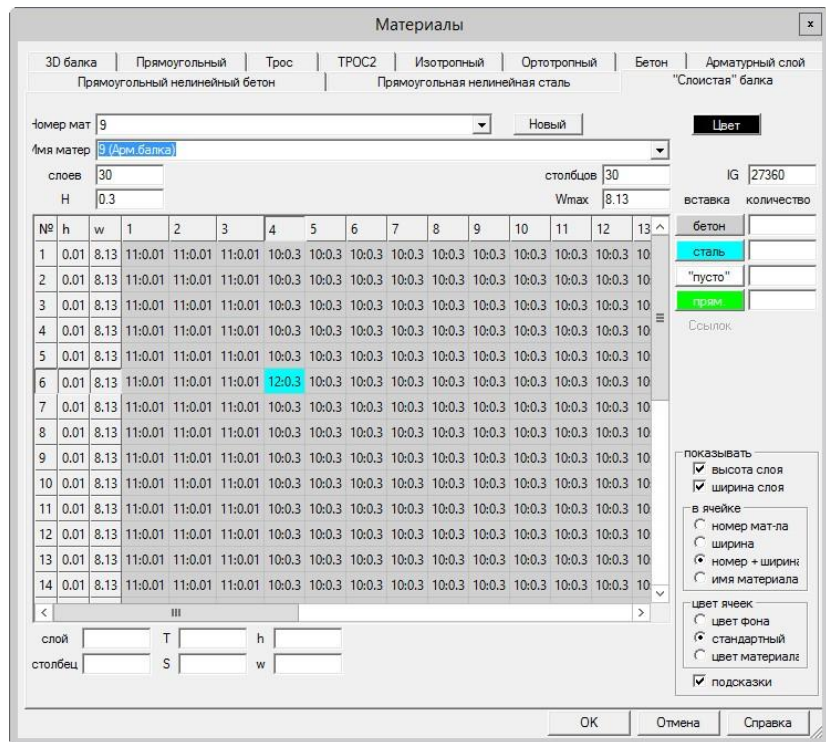 Материалы
x
3D балка Прямоугольный Трос ТРОС2 Изотропный Ортотропный Бетон Арматурный слой
Прямоугольный нелинейный бетон Прямоугольная нелинейная сталь "Слоистая" балка
Номер мат 9 Новый Цвет
Имя матер 9 (Арм.балка)
слоев 30 столбцов 30 IG 27360
H 0.3 Wmax 8.13 вставка количество
№ h w 1 2 3 4 5 6 7 8 9 10 11 12 13 бетон
1 0.01 8.13 11:0.01 11:0.01 11:0.01 10:0.3 10:0.3 10:0.3 10:0.3 10:0.3 10:0.3 10:0.3 10:0.3 10:0.3 10: сталь
2 0.01 8.13 11:0.01 11:0.01 11:0.01 10:0.3 10:0.3 10:0.3 10:0.3 10:0.3 10:0.3 10:0.3 10:0.3 10:0.3 10: "пусто"
3 0.01 8.13 11:0.01 11:0.01 11:0.01 10:0.3 10:0.3 10:0.3 10:0.3 10:0.3 10:0.3 10:0.3 10:0.3 10:0.3 10: прям.
4 0.01 8.13 11:0.01 11:0.01 11:0.01 10:0.3 10:0.3 10:0.3 10:0.3 10:0.3 10:0.3 10:0.3 10:0.3 10:0.3 10: Ссылок
5 0.01 8.13 11:0.01 11:0.01 11:0.01 10:0.3 10:0.3 10:0.3 10:0.3 10:0.3 10:0.3 10:0.3 10:0.3 10:0.3 10:
6 0.01 8.13 11:0.01 11:0.01 11:0.01 12:0.3 10:0.3 10:0.3 10:0.3 10:0.3 10:0.3 10:0.3 10:0.3 10:0.3 10:
7 0.01 8.13 11:0.01 11:0.01 11:0.01 10:0.3 10:0.3 10:0.3 10:0.3 10:0.3 10:0.3 10:0.3 10:0.3 10:0.3 10:
8 0.01 8.13 11:0.01 11:0.01 11:0.01 10:0.3 10:0.3 10:0.3 10:0.3 10:0.3 10:0.3 10:0.3 10:0.3 10:0.3 10:
9 0.01 8.13 11:0.01 11:0.01 11:0.01 10:0.3 10:0.3 10:0.3 10:0.3 10:0.3 10:0.3 10:0.3 10:0.3 10:0.3 10:
10 0.01 8.13 11:0.01 11:0.01 11:0.01 10:0.3 10:0.3 10:0.3 10:0.3 10:0.3 10:0.3 10:0.3 10:0.3 10:0.3 10:
11 0.01 8.13 11:0.01 11:0.01 11:0.01 10:0.3 10:0.3 10:0.3 10:0.3 10:0.3 10:0.3 10:0.3 10:0.3 10:0.3 10:
12 0.01 8.13 11:0.01 11:0.01 11:0.01 10:0.3 10:0.3 10:0.3 10:0.3 10:0.3 10:0.3 10:0.3 10:0.3 10:0.3 10:
13 0.01 8.13 11:0.01 11:0.01 11:0.01 10:0.3 10:0.3 10:0.3 10:0.3 10:0.3 10:0.3 10:0.3 10:0.3 10:0.3 10:
14 0.01 8.13 11:0.01 11:0.01 11:0.01 10:0.3 10:0.3 10:0.3 10:0.3 10:0.3 10:0.3 10:0.3 10:0.3 10:0.3 10:
показывать
высота слоя
ширина слоя
в ячейке
номер мат-ла
ширина
номер + ширина
имя материала
цвет ячеек
цвет фона
стандартный
цвет материала
подсказки
слой T h
столбец S w
OK Отмена Справка